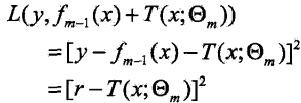 L(y, f_{m-1}(x) + T(x; Θ_m))
= [y − f_{m-1}(x) − T(x; Θ_m)]²
= [r − T(x; Θ_m)]²